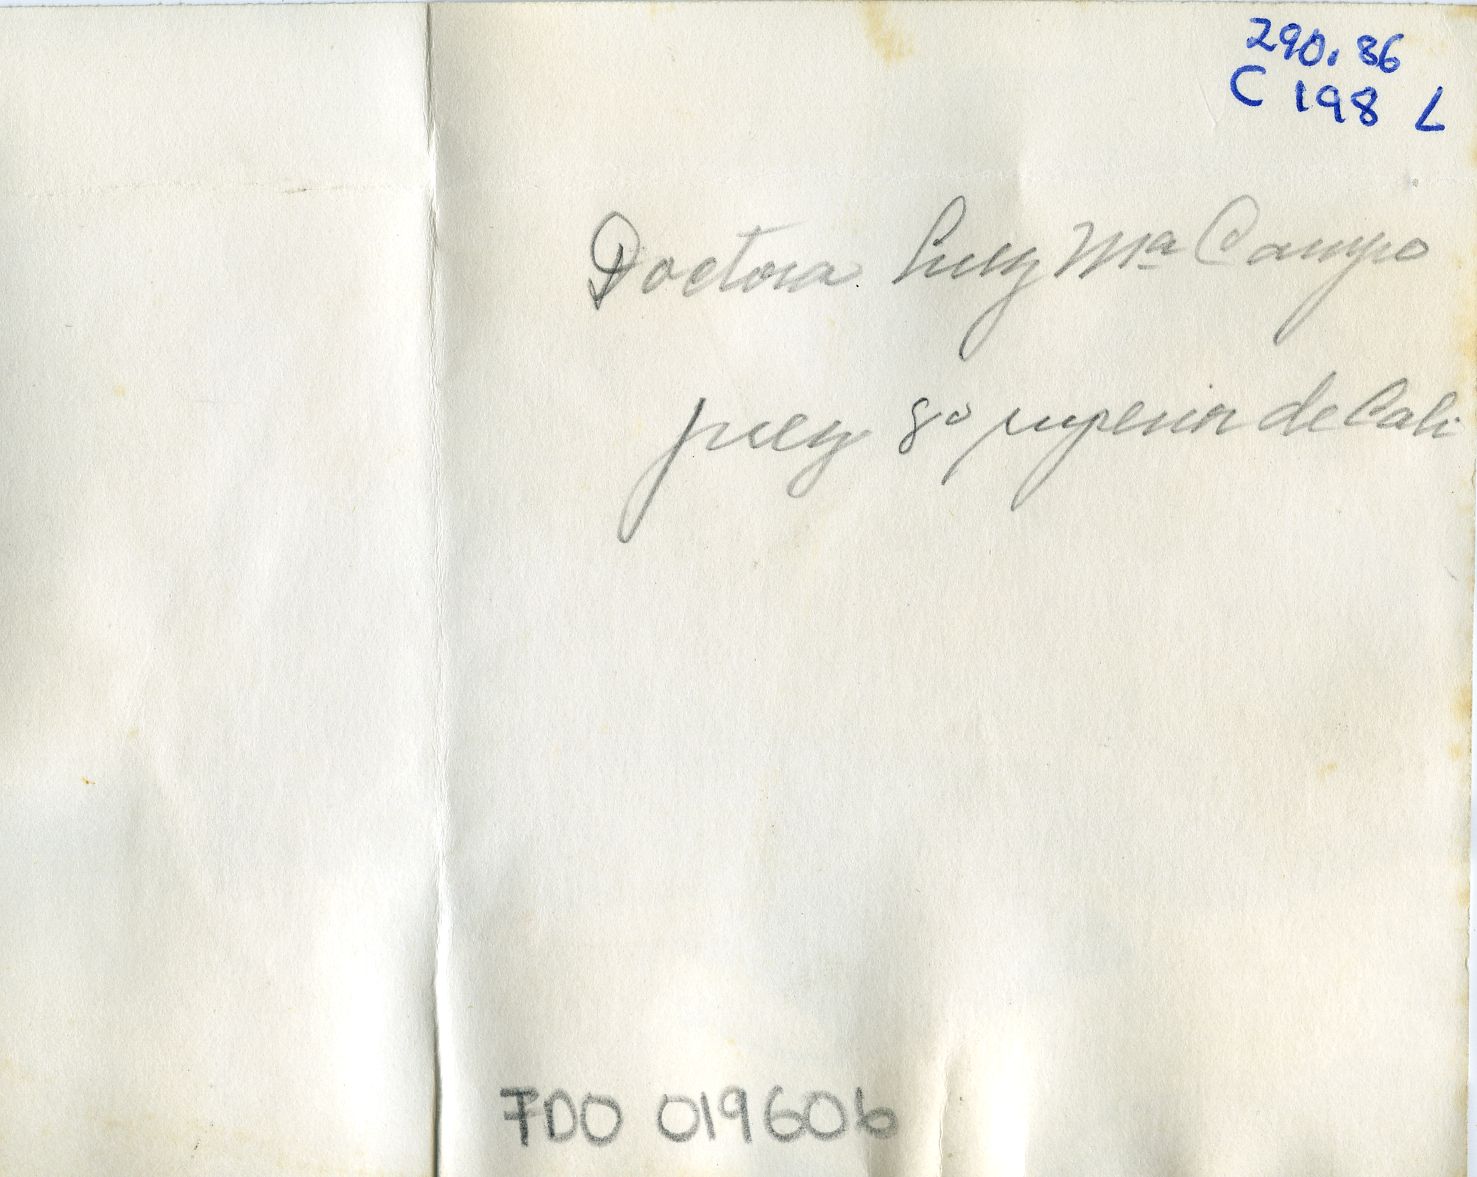 290.86
C 198 L
Doctora Luz Mª Campo
juez 8º superior de Cali
FDO 019606